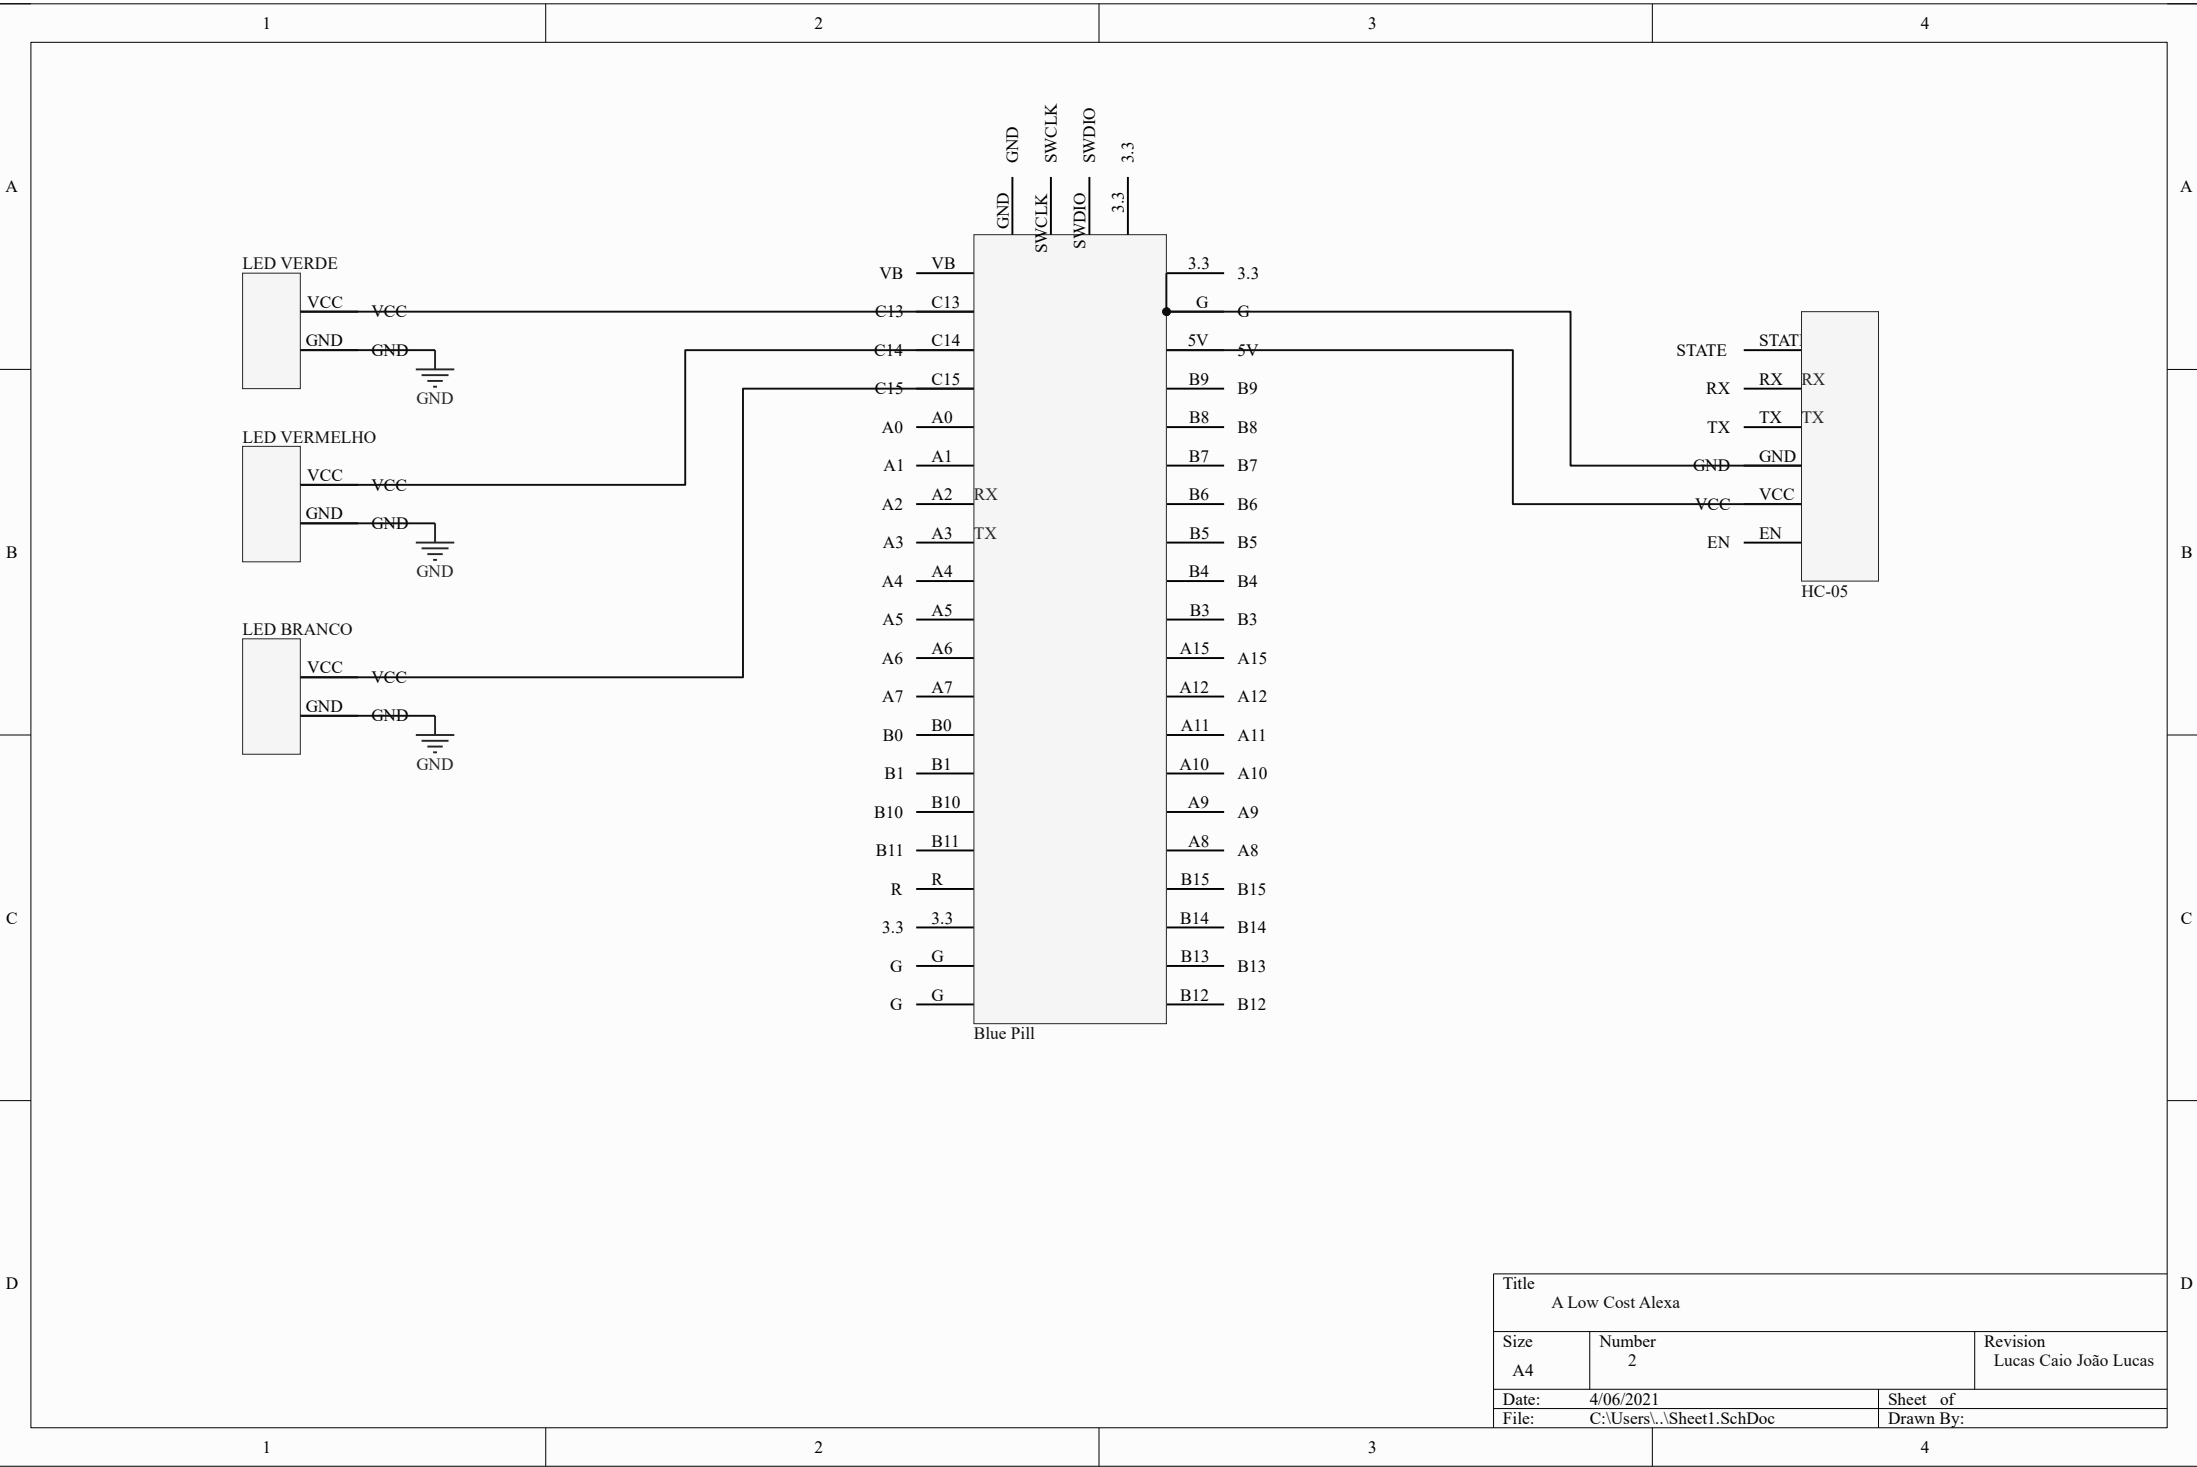 1 2 3 4
A A
B B
C C
D D
GND SWCLK SWDIO 3.3
GND SWCLK SWDIO 3.3
LED VERDE
VCC VCC
GND GND
GND
LED VERMELHO
VCC VCC
GND GND
GND
LED BRANCO
VCC VCC
GND GND
GND
VB VB
C13 C13
C14 C14
C15 C15
A0 A0
A1 A1
A2 A2 RX
A3 A3 TX
A4 A4
A5 A5
A6 A6
A7 A7
B0 B0
B1 B1
B10 B10
B11 B11
R R
3.3 3.3
G G
G G
3.3 3.3
G G
5V 5V
B9 B9
B8 B8
B7 B7
B6 B6
B5 B5
B4 B4
B3 B3
A15 A15
A12 A12
A11 A11
A10 A10
A9 A9
A8 A8
B15 B15
B14 B14
B13 B13
B12 B12
Blue Pill
STATE STAT
RX RX RX
TX TX TX
GND GND
VCC VCC
EN EN
HC-05
Title
A Low Cost Alexa
Size Number Revision
A4 2 Lucas Caio João Lucas
Date: 4/06/2021 Sheet of
File: C:\Users\..\Sheet1.SchDoc Drawn By:
1 2 3 4